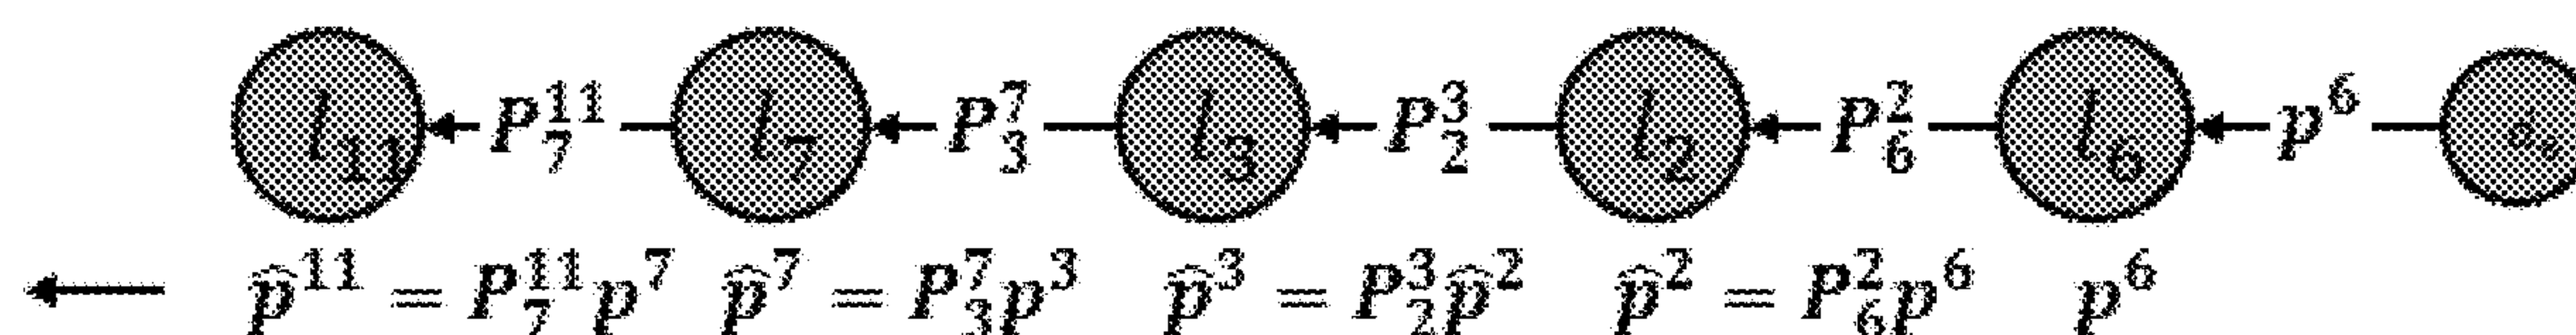 l₁₁ P₇¹¹ l₇ P₃⁷ l₃ P₂³ l₂ P₆² l₆ p⁶
p̂¹¹ = P₇¹¹p⁷ p̂⁷ = P₃⁷p³ p̂³ = P₂³p̂² p̂² = P₆²p⁶ p⁶